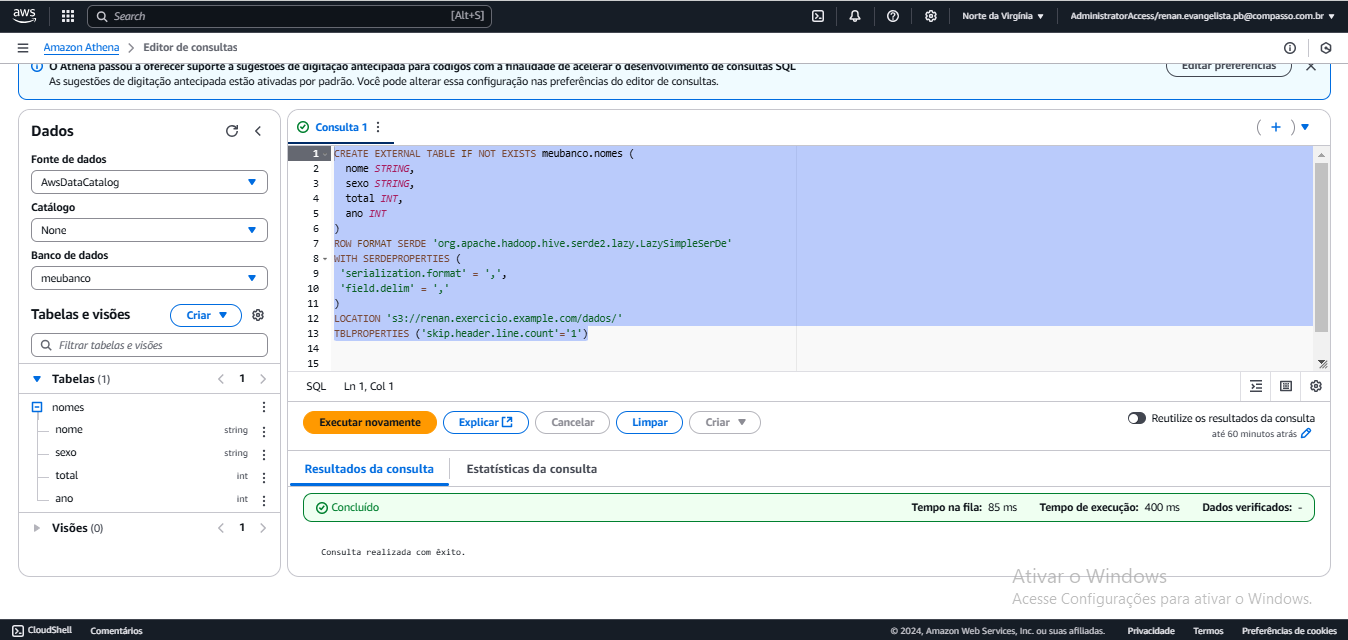 aws
Search
[Alt+S]
Norte da Virgínia ▼
AdministratorAccess/renan.evangelista.pb@compasso.com.br ▼
Amazon Athena > Editor de consultas
O Athena passou a oferecer suporte a sugestões de digitação antecipada para códigos com a finalidade de acelerar o desenvolvimento de consultas SQL
As sugestões de digitação antecipada estão ativadas por padrão. Você pode alterar essa configuração nas preferências do editor de consultas.
Editar preferências
Dados
Fonte de dados
AwsDataCatalog
Catálogo
None
Banco de dados
meubanco
Tabelas e visões
Criar
Filtrar tabelas e visões
Tabelas (1)
1
nomes
nome string
sexo string
total int
ano int
Visões (0)
1
Consulta 1
1 CREATE EXTERNAL TABLE IF NOT EXISTS meubanco.nomes (
2 nome STRING,
3 sexo STRING,
4 total INT,
5 ano INT
6 )
7 ROW FORMAT SERDE 'org.apache.hadoop.hive.serde2.lazy.LazySimpleSerDe'
8 WITH SERDEPROPERTIES (
9 'serialization.format' = ',',
10 'field.delim' = ','
11 )
12 LOCATION 's3://renan.exercicio.example.com/dados/'
13 TBLPROPERTIES ('skip.header.line.count'='1')
14
15
SQL Ln 1, Col 1
Executar novamente
Explicar
Cancelar
Limpar
Criar
Reutilize os resultados da consulta
até 60 minutos atrás
Resultados da consulta
Estatísticas da consulta
Concluído
Tempo na fila: 85 ms
Tempo de execução: 400 ms
Dados verificados: -
Consulta realizada com êxito.
Ativar o Windows
Acesse Configurações para ativar o Windows.
CloudShell
Comentários
© 2024, Amazon Web Services, Inc. ou suas afiliadas.
Privacidade
Termos
Preferências de cookies